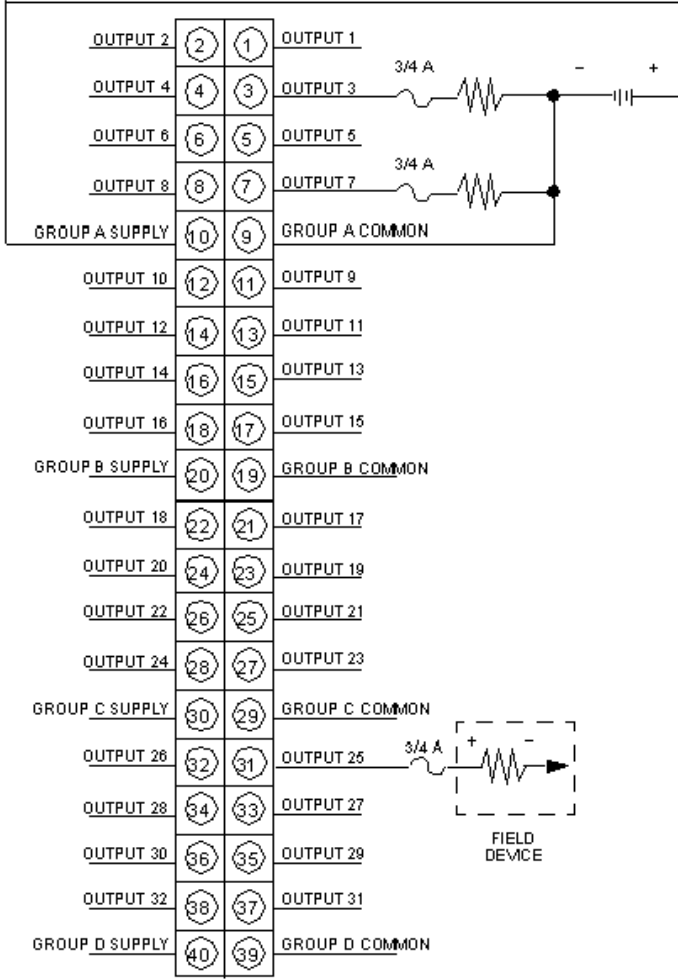 OUTPUT 2 2 1 OUTPUT 1
3/4 A - +
OUTPUT 4 4 3 OUTPUT 3
OUTPUT 6 6 5 OUTPUT 5
3/4 A
OUTPUT 8 8 7 OUTPUT 7
GROUP A SUPPLY 10 9 GROUP A COMMON
OUTPUT 10 12 11 OUTPUT 9
OUTPUT 12 14 13 OUTPUT 11
OUTPUT 14 16 15 OUTPUT 13
OUTPUT 16 18 17 OUTPUT 15
GROUP B SUPPLY 20 19 GROUP B COMMON
OUTPUT 18 22 21 OUTPUT 17
OUTPUT 20 24 23 OUTPUT 19
OUTPUT 22 26 25 OUTPUT 21
OUTPUT 24 28 27 OUTPUT 23
GROUP C SUPPLY 30 29 GROUP C COMMON
3/4 A + -
OUTPUT 26 32 31 OUTPUT 25
OUTPUT 28 34 33 OUTPUT 27
FIELD
DEVICE
OUTPUT 30 36 35 OUTPUT 29
OUTPUT 32 38 37 OUTPUT 31
GROUP D SUPPLY 40 39 GROUP D COMMON